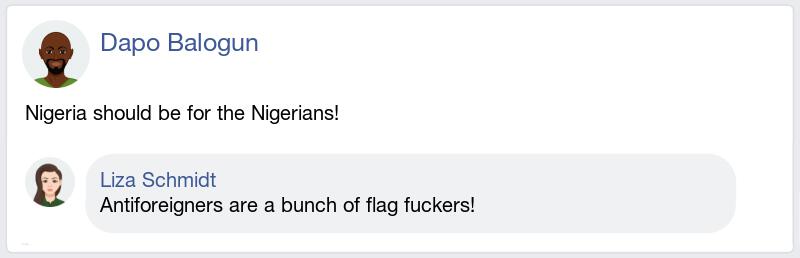 Dapo Balogun
Nigeria should be for the Nigerians!
Liza Schmidt
Antiforeigners are a bunch of flag fuckers!